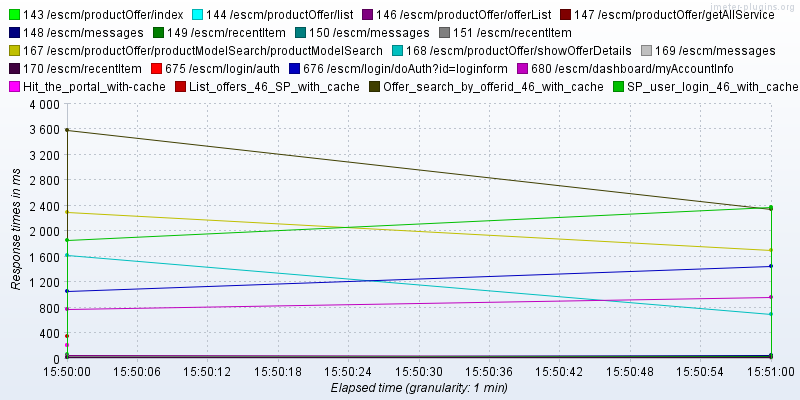 jmeter-plugins.org
143 /escm/productOffer/index 144 /escm/productOffer/list 146 /escm/productOffer/offerList 147 /escm/productOffer/getAllService
148 /escm/messages 149 /escm/recentItem 150 /escm/messages 151 /escm/recentItem
167 /escm/productOffer/productModelSearch/productModelSearch 168 /escm/productOffer/showOfferDetails 169 /escm/messages
170 /escm/recentItem 675 /escm/login/auth 676 /escm/login/doAuth?id=loginform 680 /escm/dashboard/myAccountInfo
Hit_the_portal_with-cache List_offers_46_SP_with_cache Offer_search_by_offerid_46_with_cache SP_user_login_46_with_cache
4 000
3 600
3 200
2 800
2 400
2 000
1 600
1 200
800
400
0
Response times in ms
15:50:00 15:50:06 15:50:12 15:50:18 15:50:24 15:50:30 15:50:36 15:50:42 15:50:48 15:50:54 15:51:00
Elapsed time (granularity: 1 min)